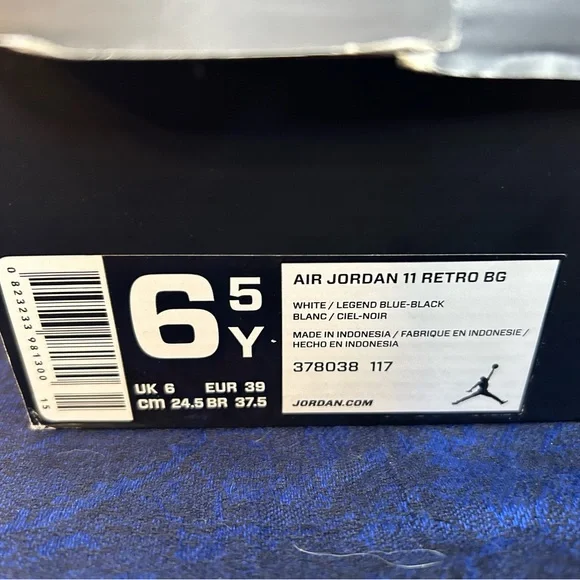 0 823233 981300 15
6 5
Y
UK 6 EUR 39
CM 24.5 BR 37.5
AIR JORDAN 11 RETRO BG
WHITE / LEGEND BLUE-BLACK
BLANC / CIEL-NOIR
MADE IN INDONESIA / FABRIQUE EN INDONESIE /
HECHO EN INDONESIA
378038 117
JORDAN.COM